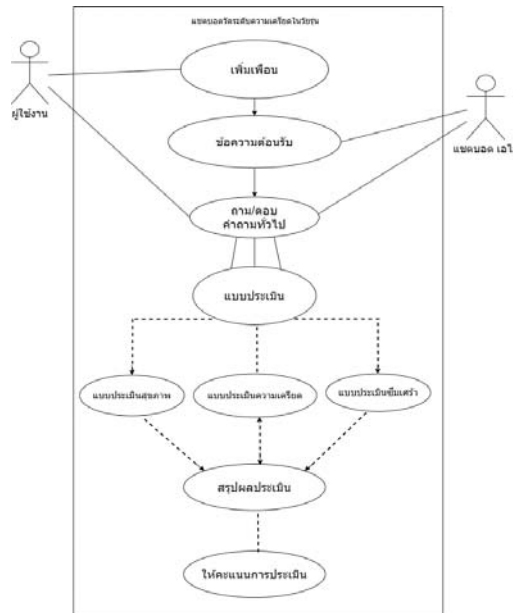 แชตบอตวัดระดับความเครียดในวัยรุ่น
เพิ่มเพื่อน
ผู้ใช้งาน
ข้อความต้อนรับ
แชตบอต เอไ
ถาม/ตอบ
คำถามทั่วไป
แบบประเมิน
แบบประเมินสุขภาพ
แบบประเมินความเครียด
แบบประเมินซึมเศร้า
สรุปผลประเมิน
ให้คะแนนการประเมิน